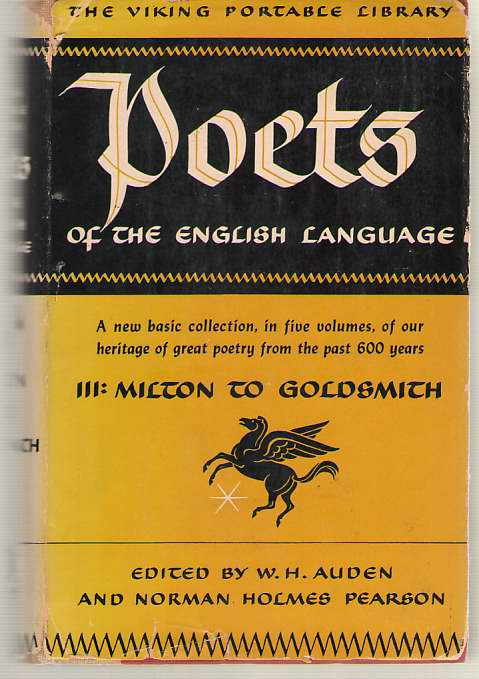 THE VIKING PORTABLE LIBRARY
Poets
OF THE ENGLISH LANGUAGE
A new basic collection, in five volumes, of our
heritage of great poetry from the past 600 years
III: MILTON TO GOLDSMITH
EDITED BY W. H. AUDEN
AND NORMAN HOLMES PEARSON